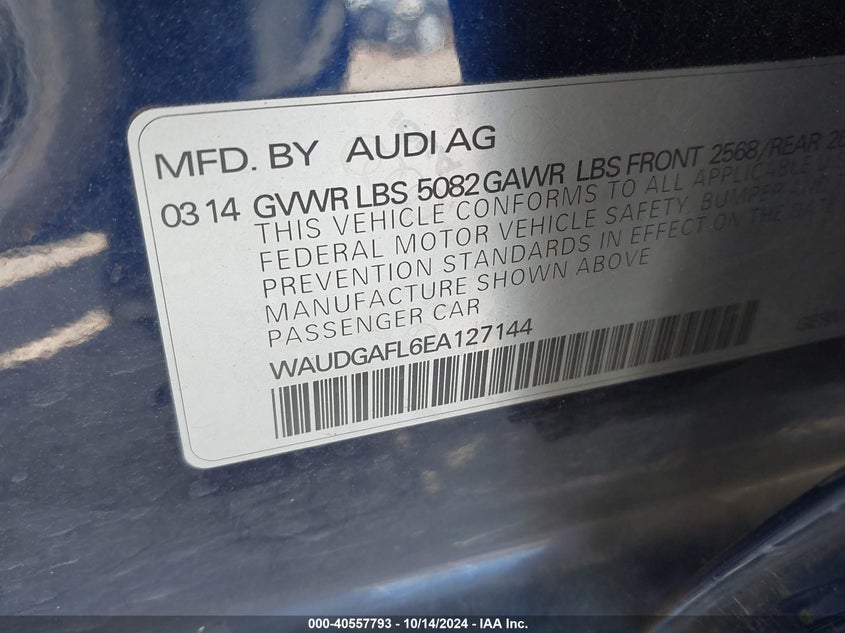 MFD. BY AUDI AG
03 14 GVWR LBS 5082 GAWR LBS FRONT 2568/REAR
THIS VEHICLE CONFORMS TO ALL APPLICABLE
FEDERAL MOTOR VEHICLE SAFETY, BUMPER
PREVENTION STANDARDS IN EFFECT ON THE DATE
MANUFACTURE SHOWN ABOVE
PASSENGER CAR
WAUDGAFL6EA127144
000-40557793 - 10/14/2024 - IAA Inc.